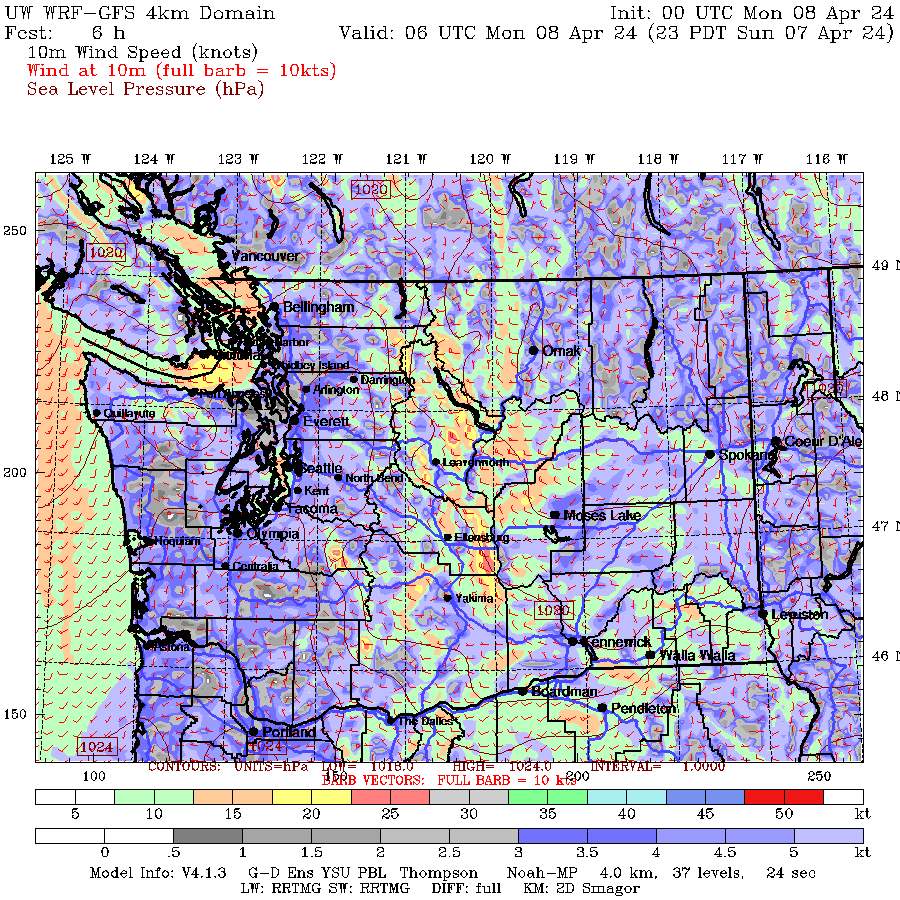 UW WRF-GFS 4km Domain Init: 00 UTC Mon 08 Apr 24
Fcst: 6 h Valid: 06 UTC Mon 08 Apr 24 (23 PDT Sun 07 Apr 24)
10m Wind Speed (knots)
Wind at 10m (full barb = 10kts)
Sea Level Pressure (hPa)
125 W 124 W 123 W 122 W 121 W 120 W 119 W 118 W 117 W 116 W
1020
250
1020
Vancouver
49 N
Bellingham
Omak
Whidbey Island
Darrington
Arlington
48 N
Quillayute
Everett
Coeur D'Alene
Spokane
Leavenworth
200
Seattle
North Bend
Kent
Tacoma
Moses Lake
47 N
Olympia
Hoquiam
Ellensburg
Centralia
Yakima
1020
Lewiston
Kennewick
Astoria
Walla Walla
46 N
Boardman
Pendleton
150
The Dalles
Portland
1024
1024
CONTOURS: UNITS=hPa LOW= 1018.0 HIGH= 1024.0 INTERVAL= 1.0000
100 150 200 250
BARB VECTORS: FULL BARB = 10 kts
5 10 15 20 25 30 35 40 45 50 kt
0 .5 1 1.5 2 2.5 3 3.5 4 4.5 5 kt
Model Info: V4.1.3 G-D Ens YSU PBL Thompson Noah-MP 4.0 km, 37 levels, 24 sec
LW: RRTMG SW: RRTMG DIFF: full KM: 2D Smagor